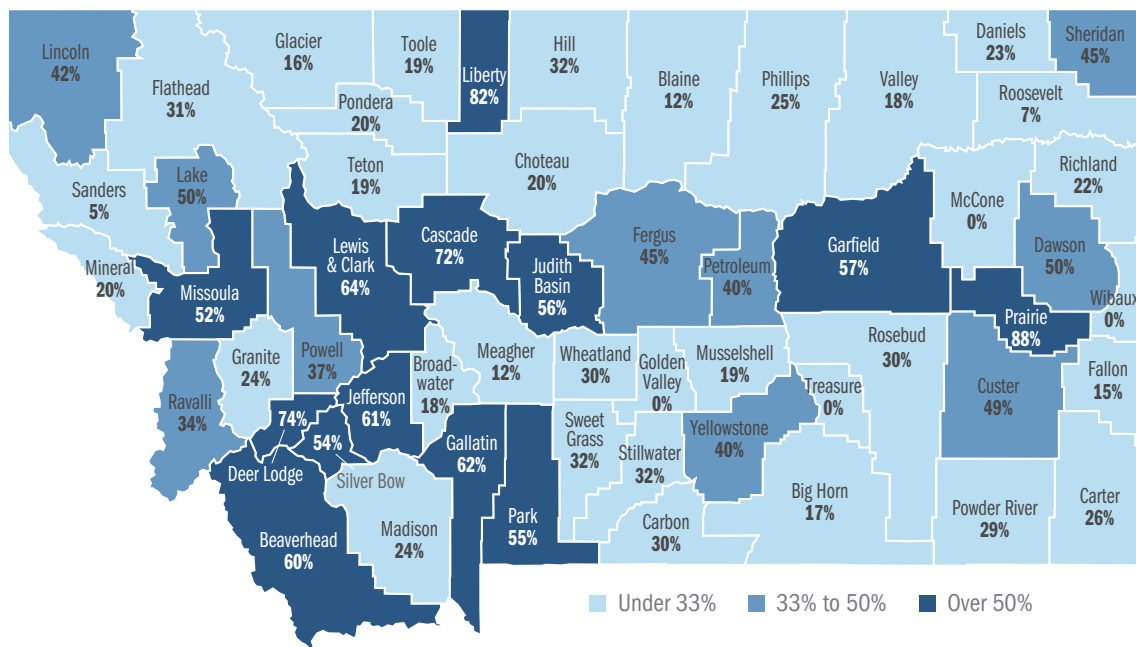 Lincoln
42%
Flathead
31%
Glacier
16%
Toole
19%
Liberty
82%
Hill
32%
Blaine
12%
Phillips
25%
Valley
18%
Daniels
23%
Sheridan
45%
Roosevelt
7%
Pondera
20%
Teton
19%
Choteau
20%
Richland
22%
McCone
0%
Sanders
5%
Lake
50%
Lewis
& Clark
64%
Cascade
72%
Judith
Basin
56%
Fergus
45%
Petroleum
40%
Garfield
57%
Dawson
50%
Mineral
20%
Missoula
52%
Wibaux
0%
Prairie
88%
Granite
24%
Powell
37%
Broad-
water
18%
Meagher
12%
Wheatland
30%
Golden
Valley
0%
Musselshell
19%
Rosebud
30%
Treasure
0%
Custer
49%
Fallon
15%
Ravalli
34%
Jefferson
61%
74%
Deer Lodge
54%
Silver Bow
Gallatin
62%
Sweet
Grass
32%
Stillwater
32%
Yellowstone
40%
Big Horn
17%
Powder River
29%
Carter
26%
Beaverhead
60%
Madison
24%
Park
55%
Carbon
30%
Under 33%
33% to 50%
Over 50%